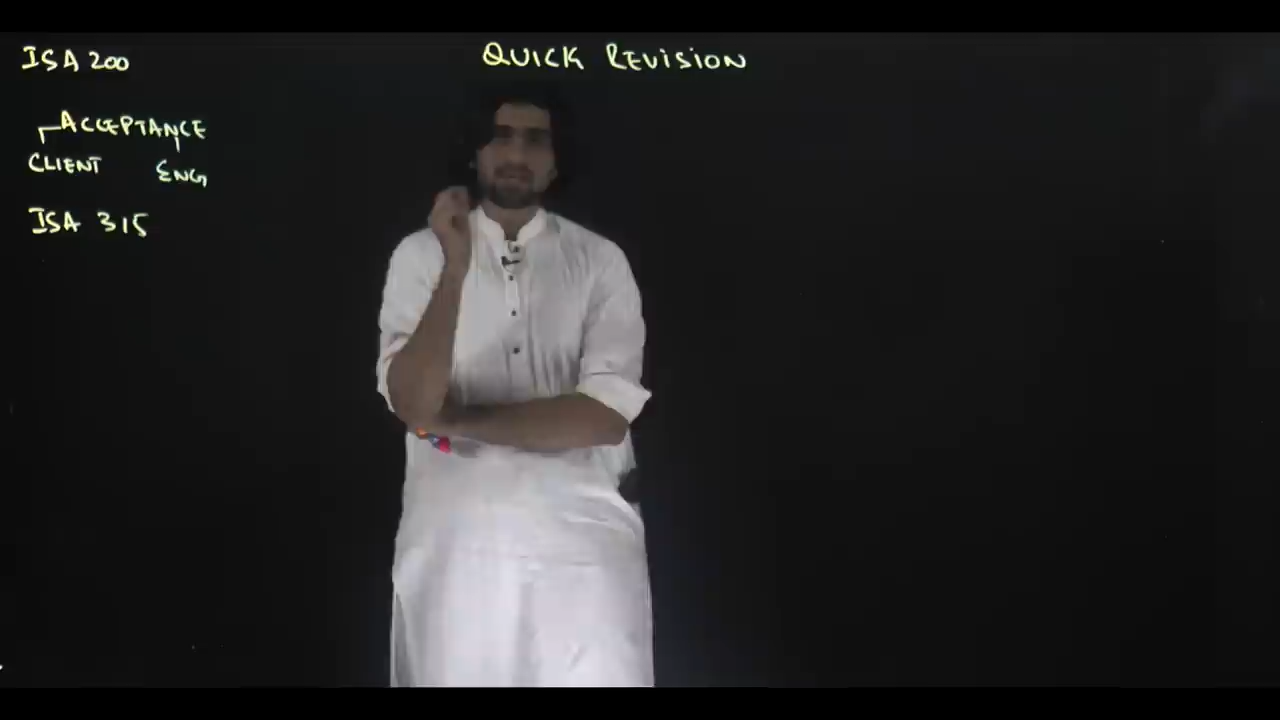 ISA 200
QUICK REVISION
ACCEPTANCE
CLIENT ENG
ISA 315